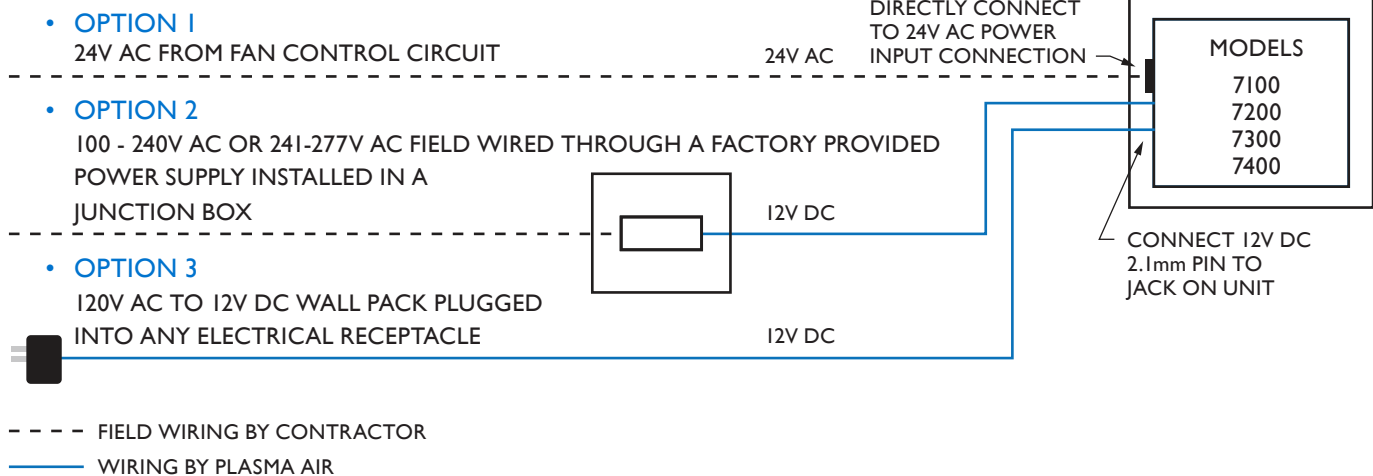 • OPTION 1
24V AC FROM FAN CONTROL CIRCUIT
24V AC
DIRECTLY CONNECT
TO 24V AC POWER
INPUT CONNECTION
MODELS
7100
7200
7300
7400
• OPTION 2
100 - 240V AC OR 241-277V AC FIELD WIRED THROUGH A FACTORY PROVIDED
POWER SUPPLY INSTALLED IN A
JUNCTION BOX
12V DC
CONNECT 12V DC
2.1mm PIN TO
JACK ON UNIT
• OPTION 3
120V AC TO 12V DC WALL PACK PLUGGED
INTO ANY ELECTRICAL RECEPTACLE
12V DC
FIELD WIRING BY CONTRACTOR
WIRING BY PLASMA AIR